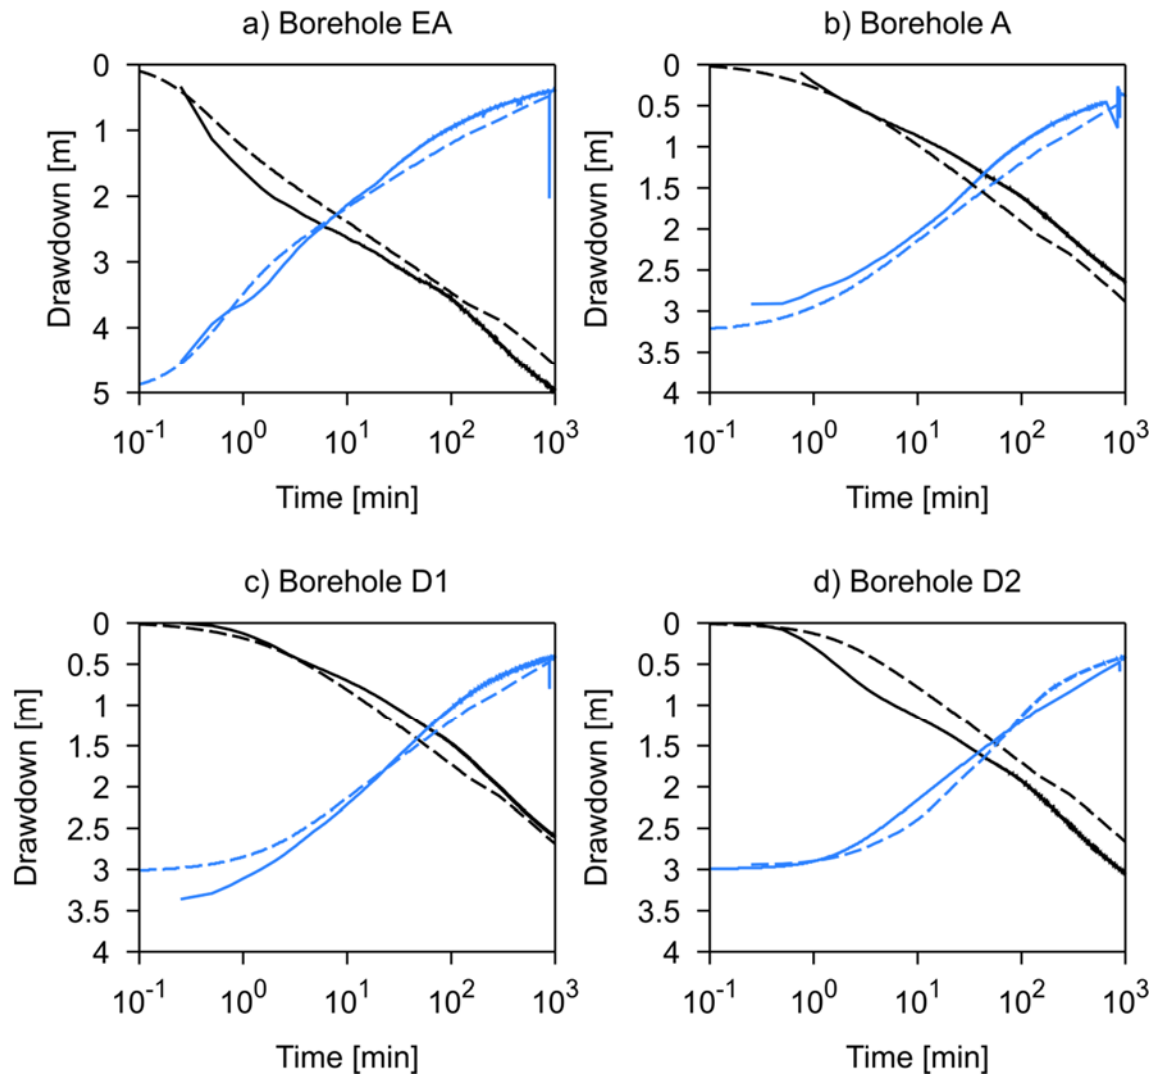 a) Borehole EA
b) Borehole A
Drawdown [m]
0
1
2
3
4
5
10⁻¹ 10⁰ 10¹ 10² 10³
Time [min]
Drawdown [m]
0
0.5
1
1.5
2
2.5
3
3.5
4
10⁻¹ 10⁰ 10¹ 10² 10³
Time [min]
c) Borehole D1
d) Borehole D2
Drawdown [m]
0
0.5
1
1.5
2
2.5
3
3.5
4
10⁻¹ 10⁰ 10¹ 10² 10³
Time [min]
Drawdown [m]
0
0.5
1
1.5
2
2.5
3
3.5
4
10⁻¹ 10⁰ 10¹ 10² 10³
Time [min]